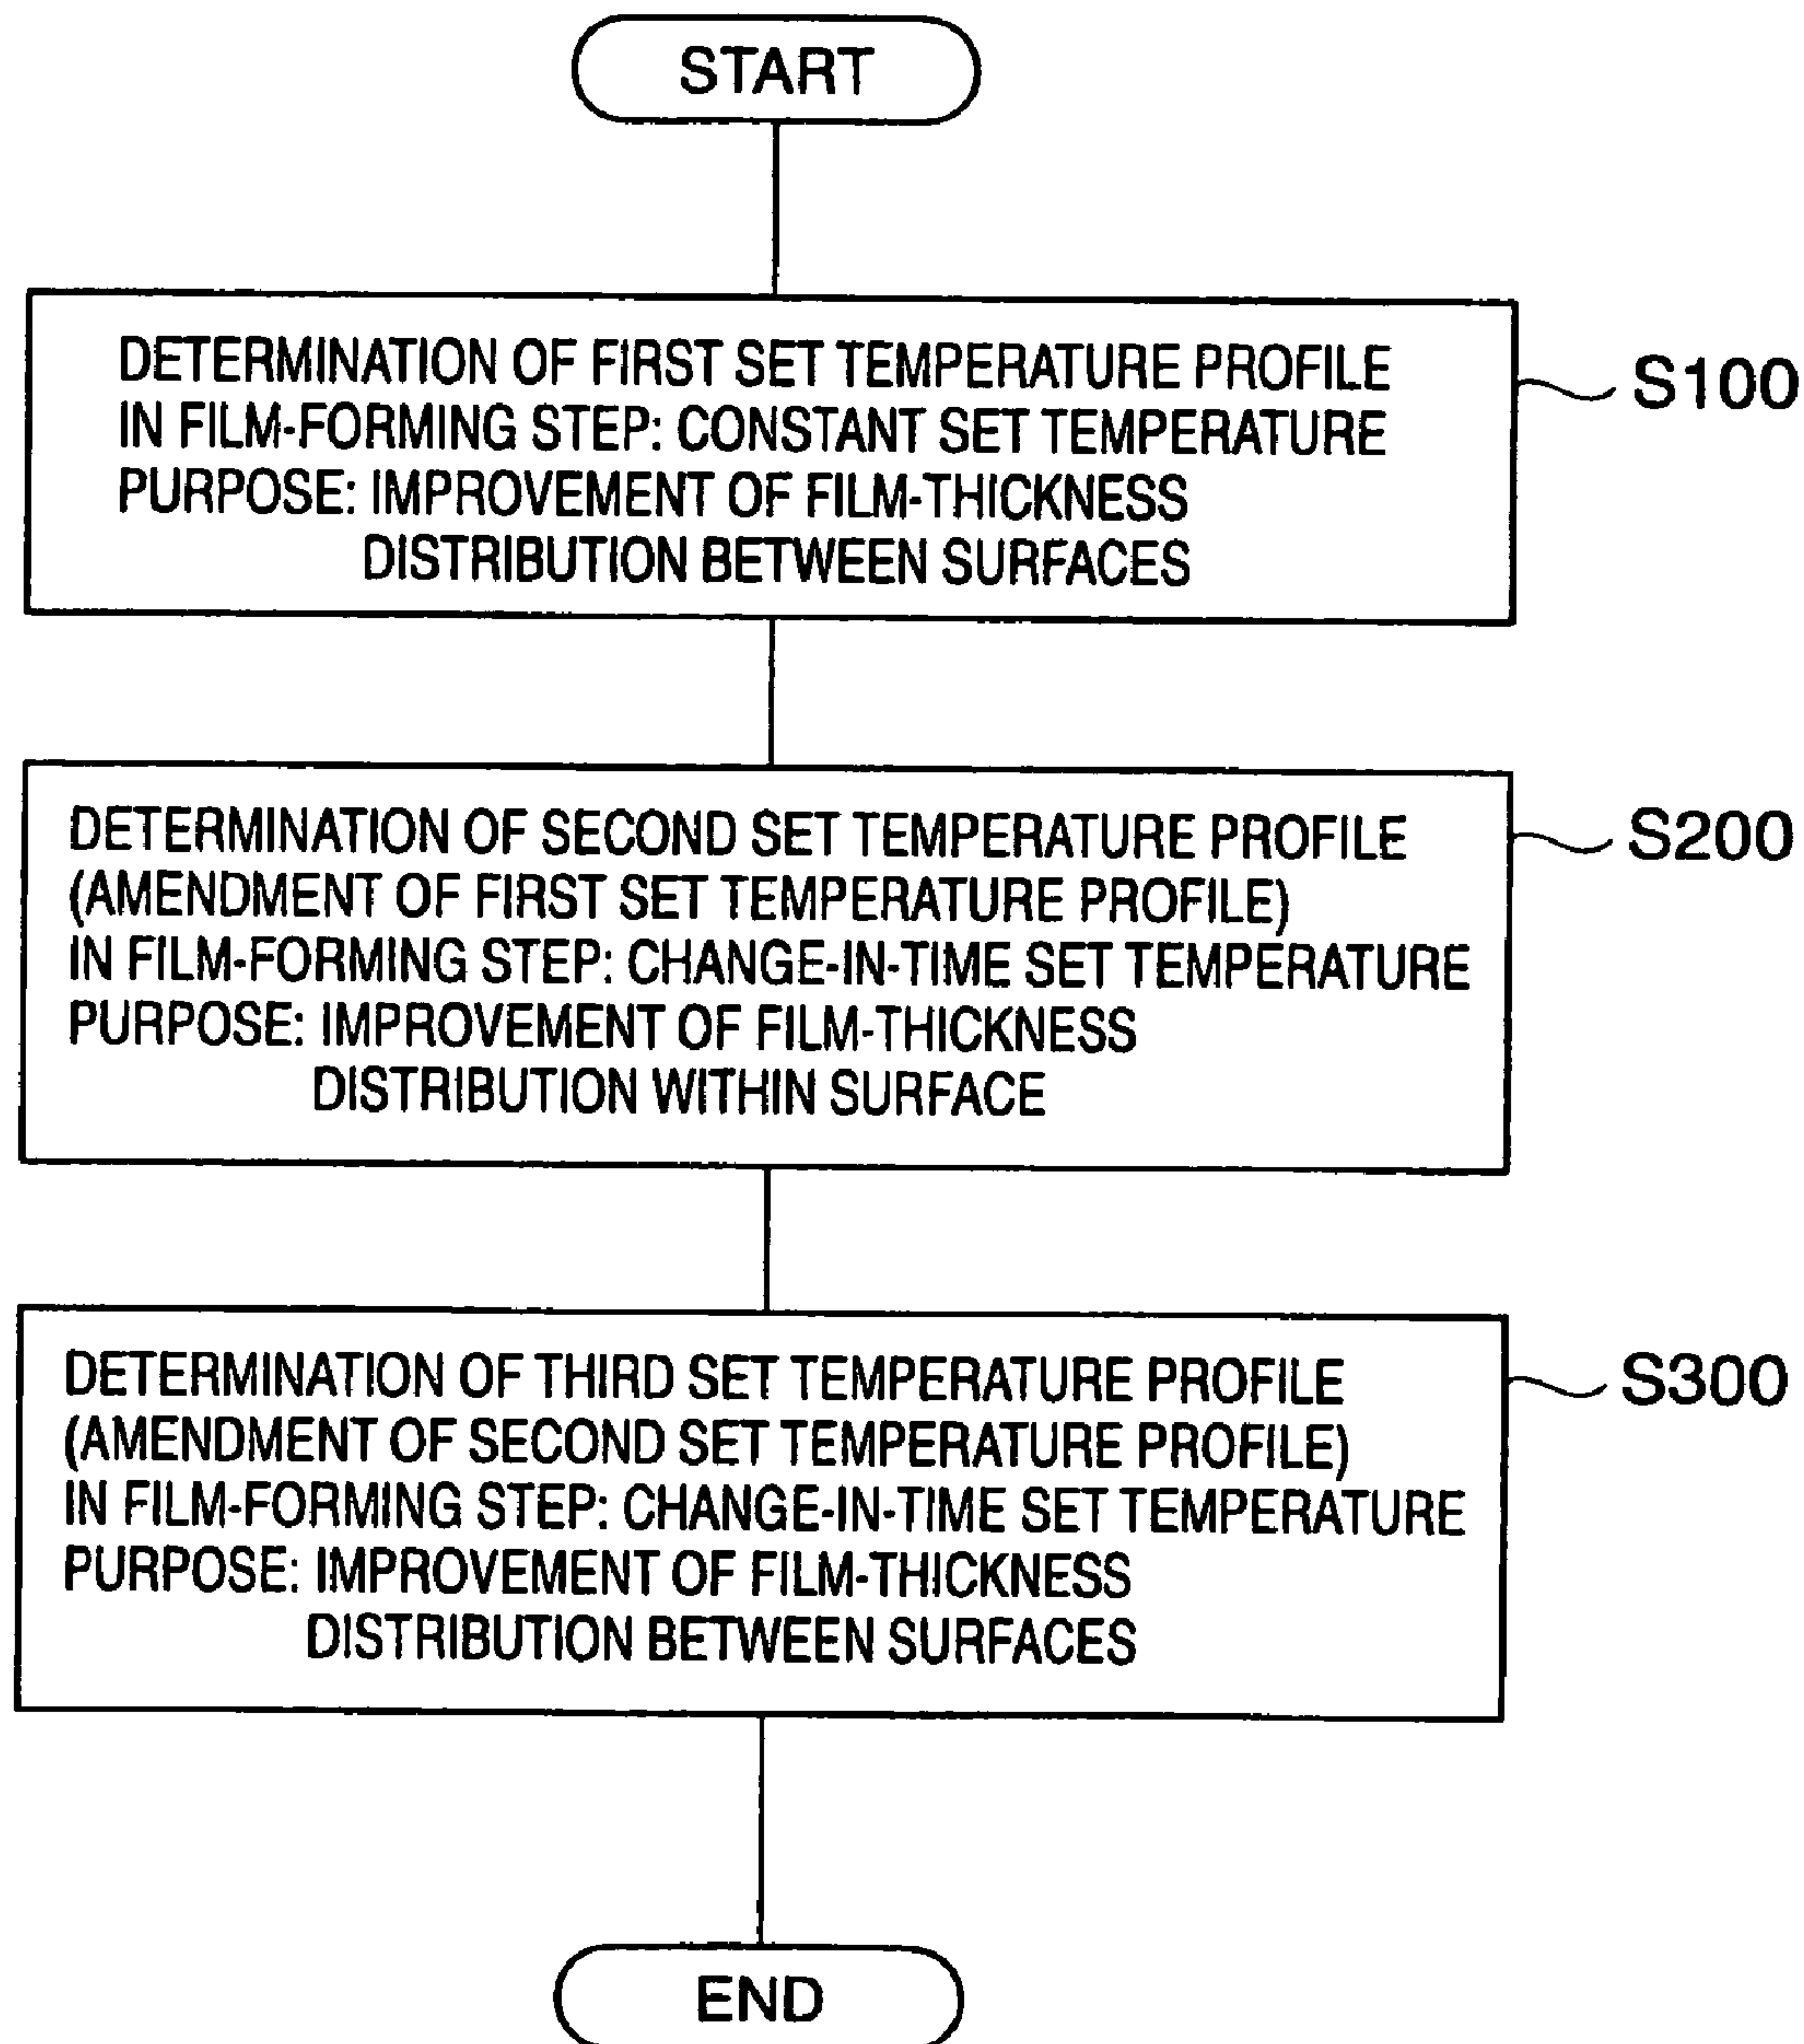 START
DETERMINATION OF FIRST SET TEMPERATURE PROFILE
IN FILM-FORMING STEP: CONSTANT SET TEMPERATURE
PURPOSE: IMPROVEMENT OF FILM-THICKNESS
DISTRIBUTION BETWEEN SURFACES
S100
DETERMINATION OF SECOND SET TEMPERATURE PROFILE
(AMENDMENT OF FIRST SET TEMPERATURE PROFILE)
IN FILM-FORMING STEP: CHANGE-IN-TIME SET TEMPERATURE
PURPOSE: IMPROVEMENT OF FILM-THICKNESS
DISTRIBUTION WITHIN SURFACE
S200
DETERMINATION OF THIRD SET TEMPERATURE PROFILE
(AMENDMENT OF SECOND SET TEMPERATURE PROFILE)
IN FILM-FORMING STEP: CHANGE-IN-TIME SET TEMPERATURE
PURPOSE: IMPROVEMENT OF FILM-THICKNESS
DISTRIBUTION BETWEEN SURFACES
S300
END